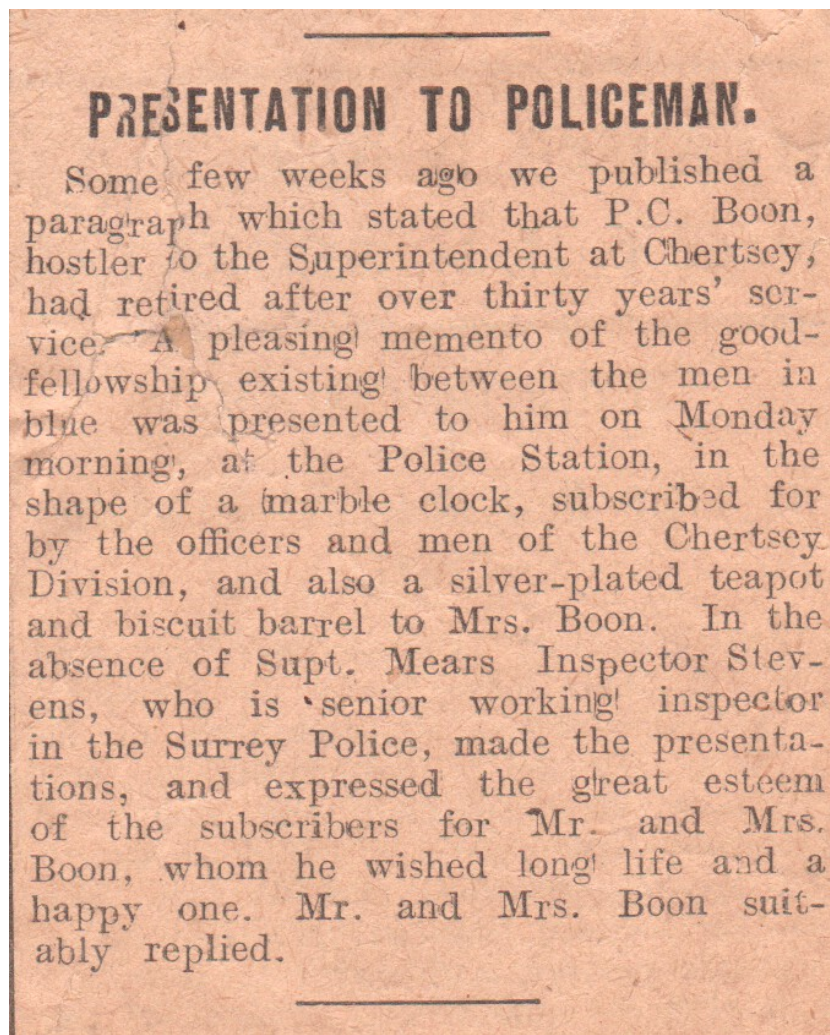 PRESENTATION TO POLICEMAN.
Some few weeks ago we published a
paragraph which stated that P.C. Boon,
hostler to the Superintendent at Chertsey,
had retired after over thirty years' ser-
vice. A pleasing memento of the good-
fellowship existing between the men in
blue was presented to him on Monday
morning, at the Police Station, in the
shape of a marble clock, subscribed for
by the officers and men of the Chertsey
Division, and also a silver-plated teapot
and biscuit barrel to Mrs. Boon. In the
absence of Supt. Mears Inspector Stev-
ens, who is senior working inspector
in the Surrey Police, made the presenta-
tions, and expressed the great esteem
of the subscribers for Mr. and Mrs.
Boon, whom he wished long life and a
happy one. Mr. and Mrs. Boon suit-
ably replied.